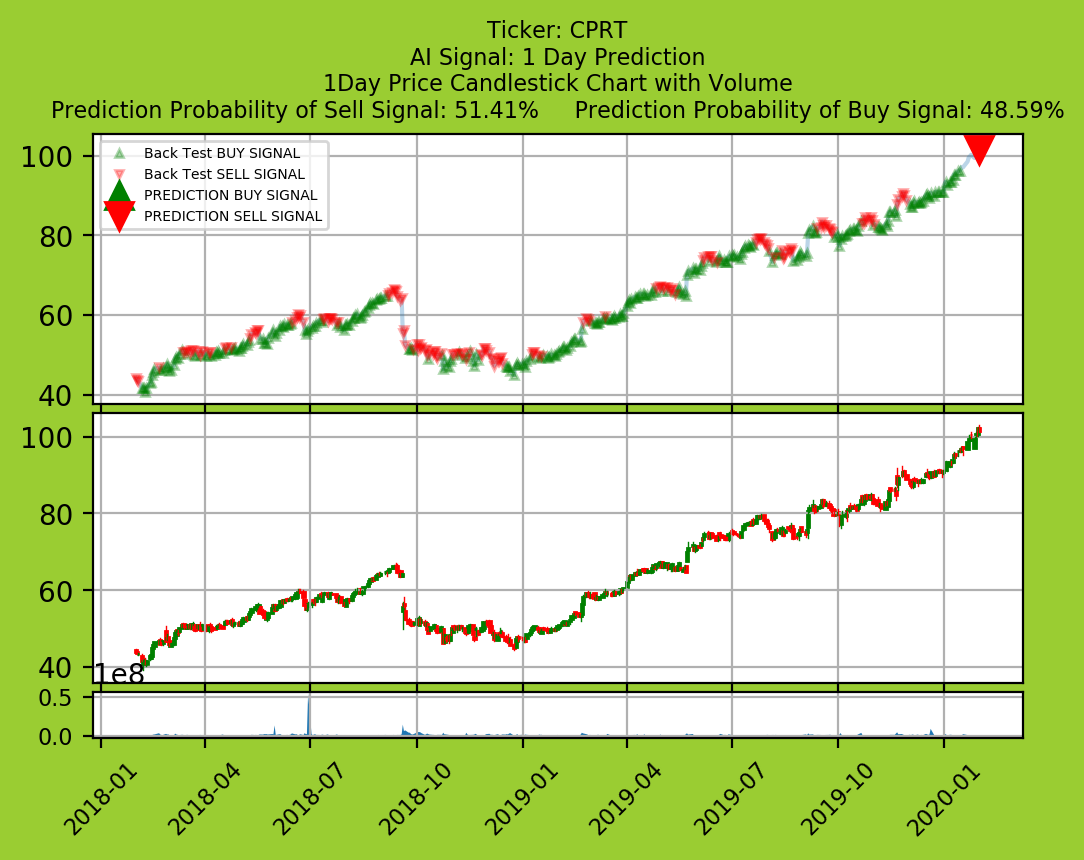 Ticker: CPRT
AI Signal: 1 Day Prediction
1Day Price Candlestick Chart with Volume
Prediction Probability of Sell Signal: 51.41%     Prediction Probability of Buy Signal: 48.59%
Back Test BUY SIGNAL
Back Test SELL SIGNAL
PREDICTION BUY SIGNAL
PREDICTION SELL SIGNAL
100
80
60
40
100
80
60
40
1e8
0.5
0.0
2018-01 2018-04 2018-07 2018-10 2019-01 2019-04 2019-07 2019-10 2020-01